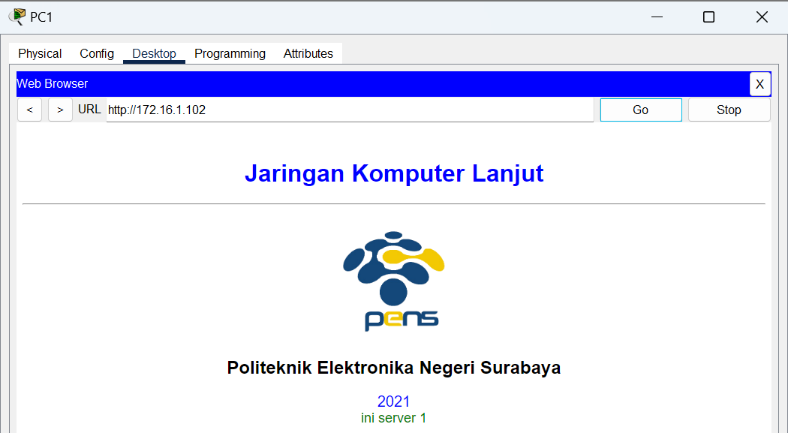 PC1
Physical Config Desktop Programming Attributes
Web Browser X
< > URL http://172.16.1.102 Go Stop
Jaringan Komputer Lanjut
pens
Politeknik Elektronika Negeri Surabaya
2021
ini server 1